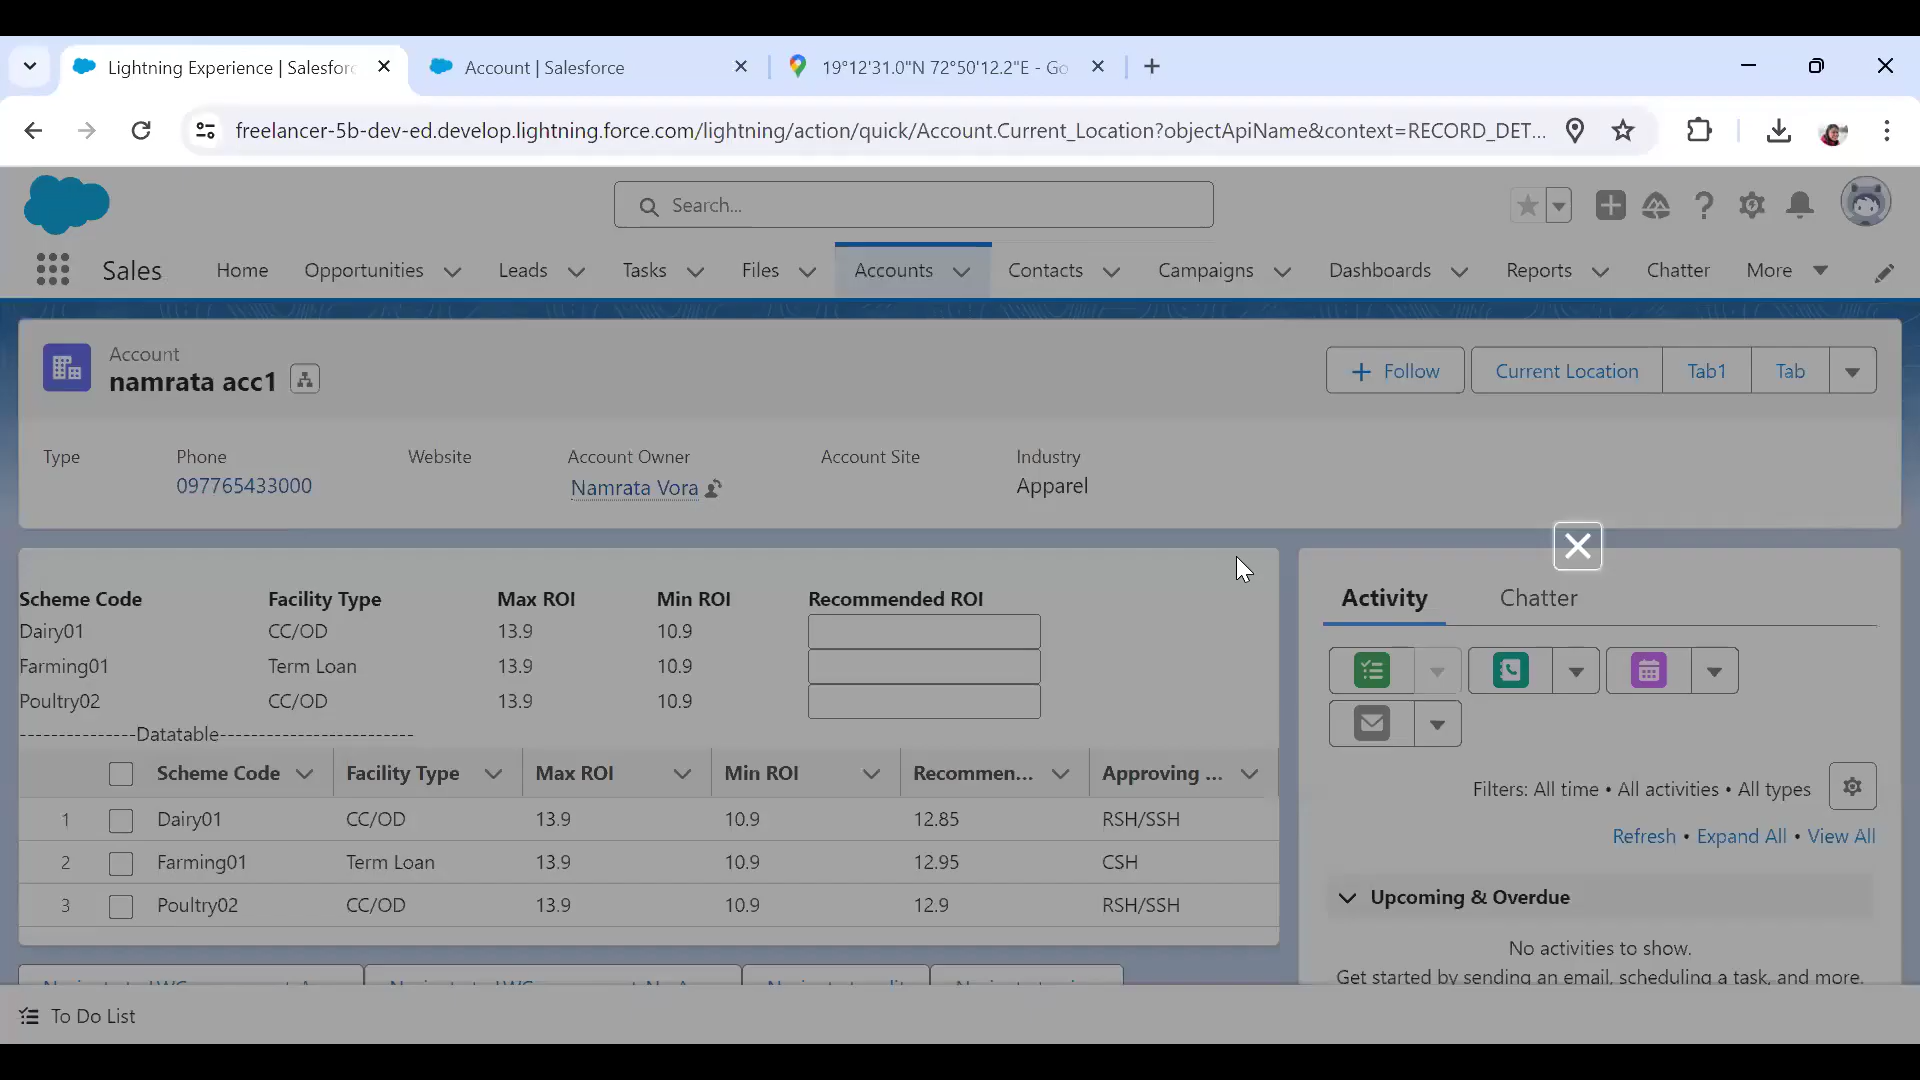 Lightning Experience | Salesforc
Account | Salesforce
19°12'31.0"N 72°50'12.2"E - Go
freelancer-5b-dev-ed.develop.lightning.force.com/lightning/action/quick/Account.Current_Location?objectApiName&context=RECORD_DET...
Search...
Sales
Home
Opportunities
Leads
Tasks
Files
Accounts
Contacts
Campaigns
Dashboards
Reports
Chatter
More
Account
namrata acc1
Follow
Current Location
Tab1
Tab
Type
Phone
Website
Account Owner
Account Site
Industry
097765433000
Namrata Vora
Apparel
Scheme Code Facility Type Max ROI Min ROI Recommended ROI
Dairy01 CC/OD 13.9 10.9
Farming01 Term Loan 13.9 10.9
Poultry02 CC/OD 13.9 10.9
---------------Datatable-------------------------
Scheme Code Facility Type Max ROI Min ROI Recommen... Approving ...
1 Dairy01 CC/OD 13.9 10.9 12.85 RSH/SSH
2 Farming01 Term Loan 13.9 10.9 12.95 CSH
3 Poultry02 CC/OD 13.9 10.9 12.9 RSH/SSH
Activity
Chatter
Filters: All time • All activities • All types
Refresh • Expand All • View All
Upcoming & Overdue
No activities to show.
Get started by sending an email, scheduling a task, and more.
To Do List